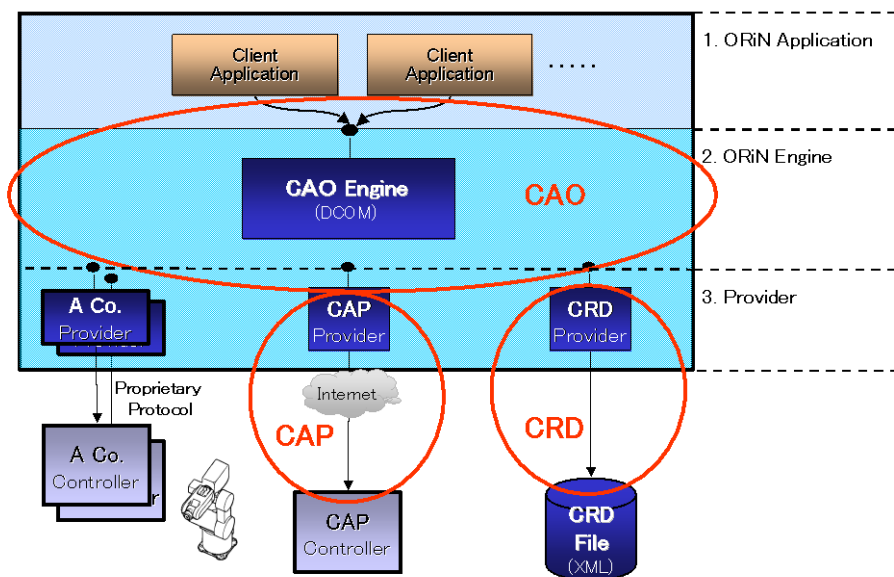 Client
Application
Client
Application
.....
1. ORiN Application
CAO Engine
(DCOM)
CAO
2. ORiN Engine
A Co.
Provider
CAP
Provider
CRD
Provider
3. Provider
Proprietary
Protocol
Internet
CAP
CRD
A Co.
Controller
CAP
Controller
CRD
File
(XML)